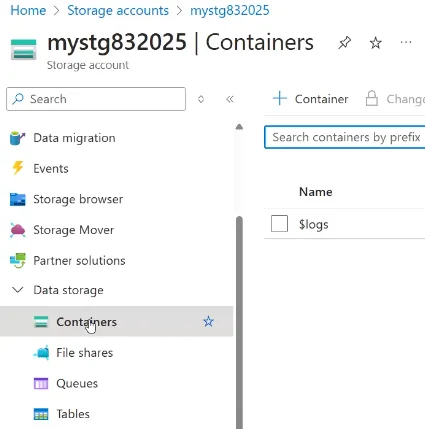 Home > Storage accounts > mystg832025
mystg832025 | Containers
Storage account
Search
Data migration
Events
Storage browser
Storage Mover
Partner solutions
Data storage
Containers
File shares
Queues
Tables
+ Container
Change
Search containers by prefix
Name
$logs